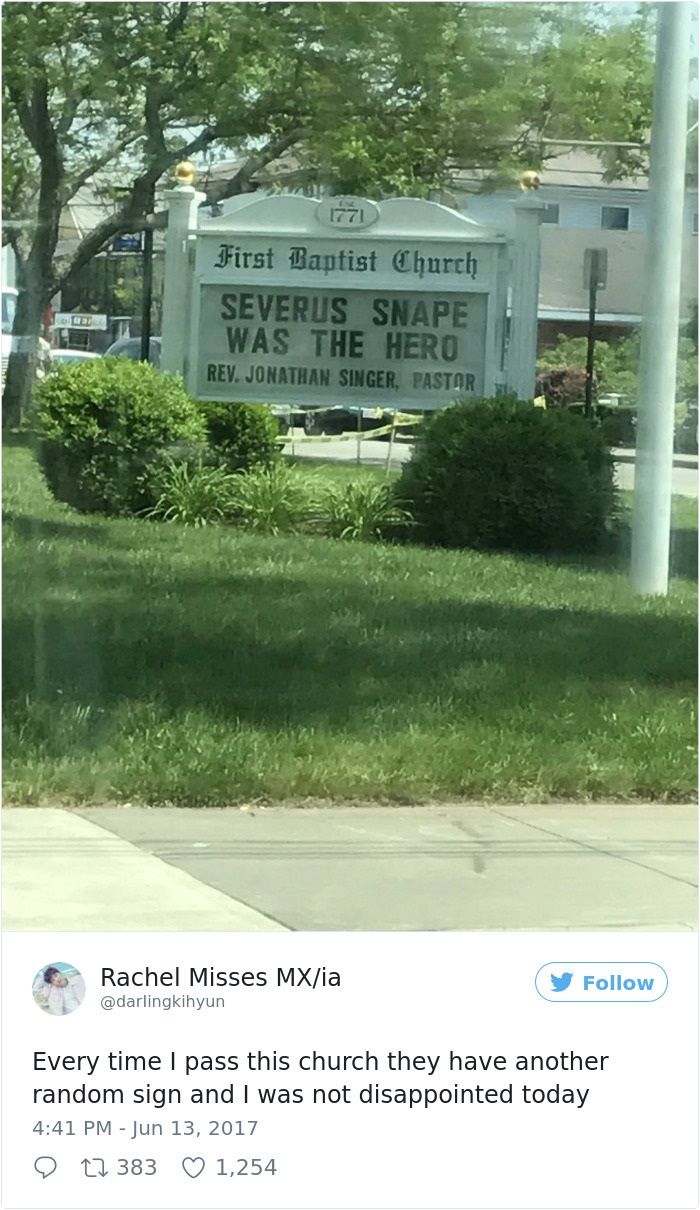 EST.
1771
First Baptist Church
SEVERUS SNAPE
WAS THE HERO
REV. JONATHAN SINGER, PASTOR
Rachel Misses MX/ia
@darlingkihyun
Follow
Every time I pass this church they have another
random sign and I was not disappointed today
4:41 PM - Jun 13, 2017
383
1,254